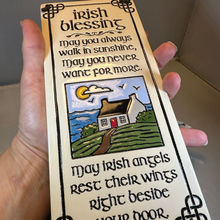 Irish
blessing
May you always
walk in sunshine,
May you never
want for more.
May Irish angels
rest their wings
right beside
your door.